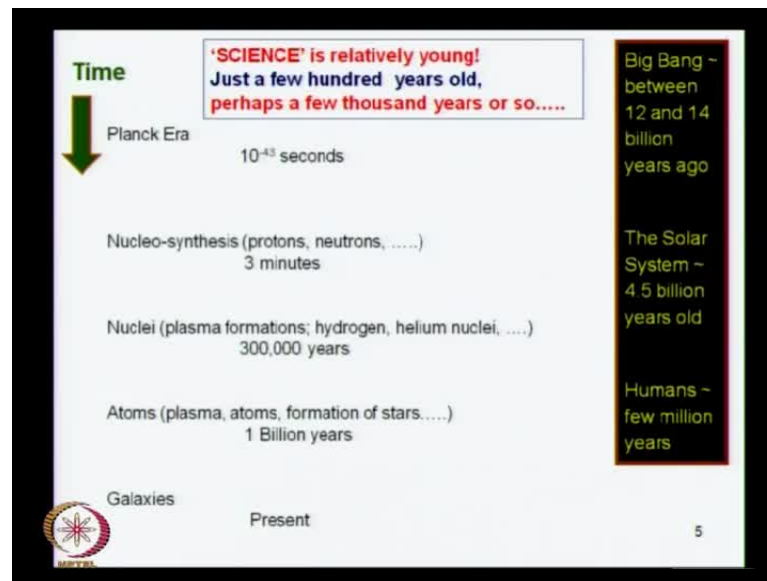 Time
'SCIENCE' is relatively young!
Just a few hundred years old,
perhaps a few thousand years or so.....
Planck Era
10⁻⁴³ seconds
Nucleo-synthesis (protons, neutrons, .....)
3 minutes
Nuclei (plasma formations; hydrogen, helium nuclei, ....)
300,000 years
Atoms (plasma, atoms, formation of stars.....)
1 Billion years
Galaxies
Present
Big Bang ~
between
12 and 14
billion
years ago
The Solar
System ~
4.5 billion
years old
Humans ~
few million
years
5
NPTEL